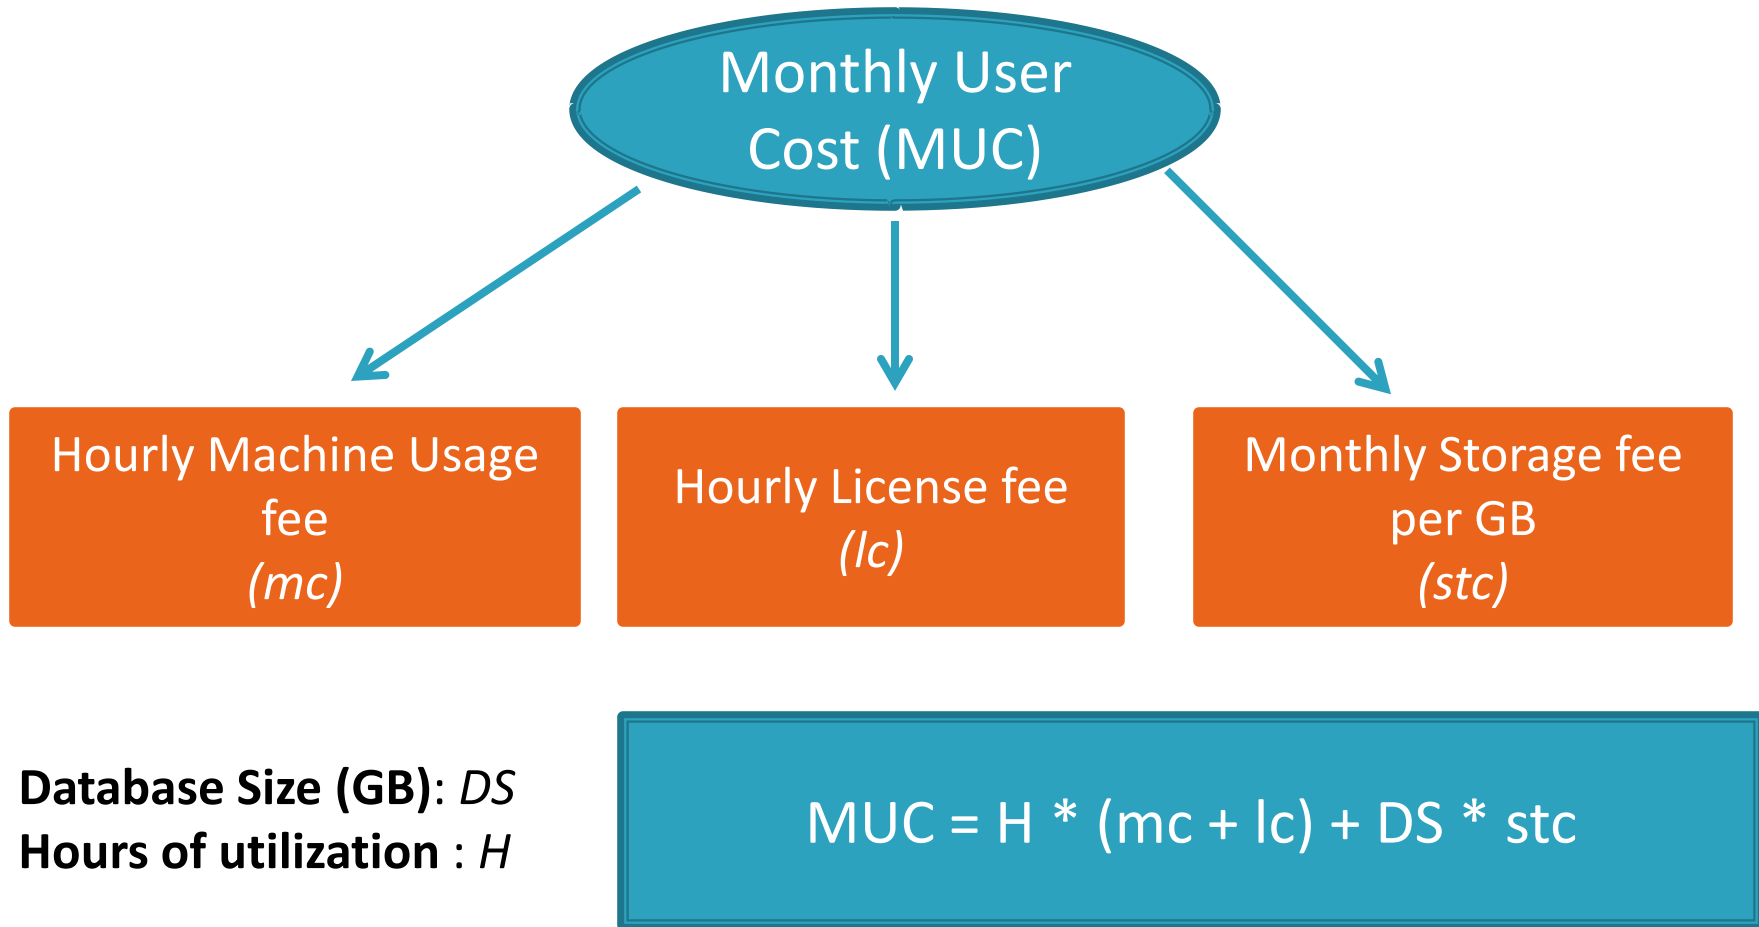 Monthly User
Cost (MUC)
Hourly Machine Usage
fee
(mc)
Hourly License fee
(lc)
Monthly Storage fee
per GB
(stc)
Database Size (GB): DS
Hours of utilization : H
MUC = H * (mc + lc) + DS * stc